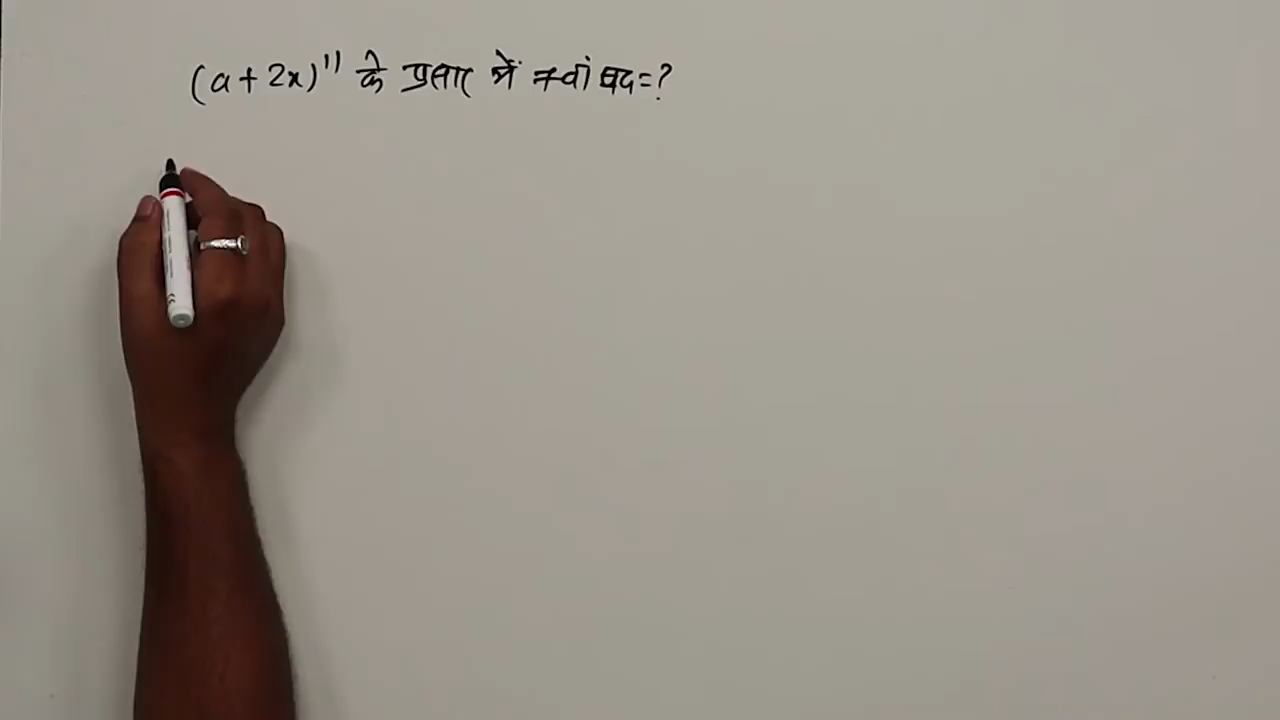 (a + 2x)¹¹ के प्रसार में 7वां पद = ?